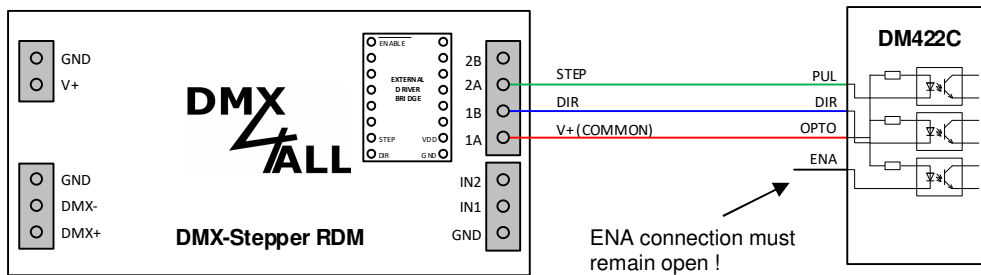 GND
V+
GND
DMX-
DMX+
DMX
4
ALL
DMX-Stepper RDM
ENABLE
EXTERNAL
DRIVER
BRIDGE
STEP
VDD
DIR
GND
2B
2A
1B
1A
IN2
IN1
GND
STEP
DIR
V+ (COMMON)
PUL
DIR
OPTO
ENA
ENA connection must
remain open !
DM422C